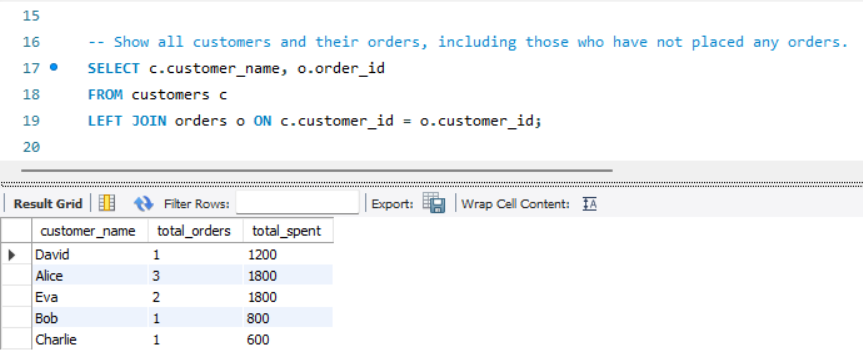 15
16 -- Show all customers and their orders, including those who have not placed any orders.
17 SELECT c.customer_name, o.order_id
18 FROM customers c
19 LEFT JOIN orders o ON c.customer_id = o.customer_id;
20
Result Grid Filter Rows: Export: Wrap Cell Content: IA
customer_name total_orders total_spent
David 1 1200
Alice 3 1800
Eva 2 1800
Bob 1 800
Charlie 1 600